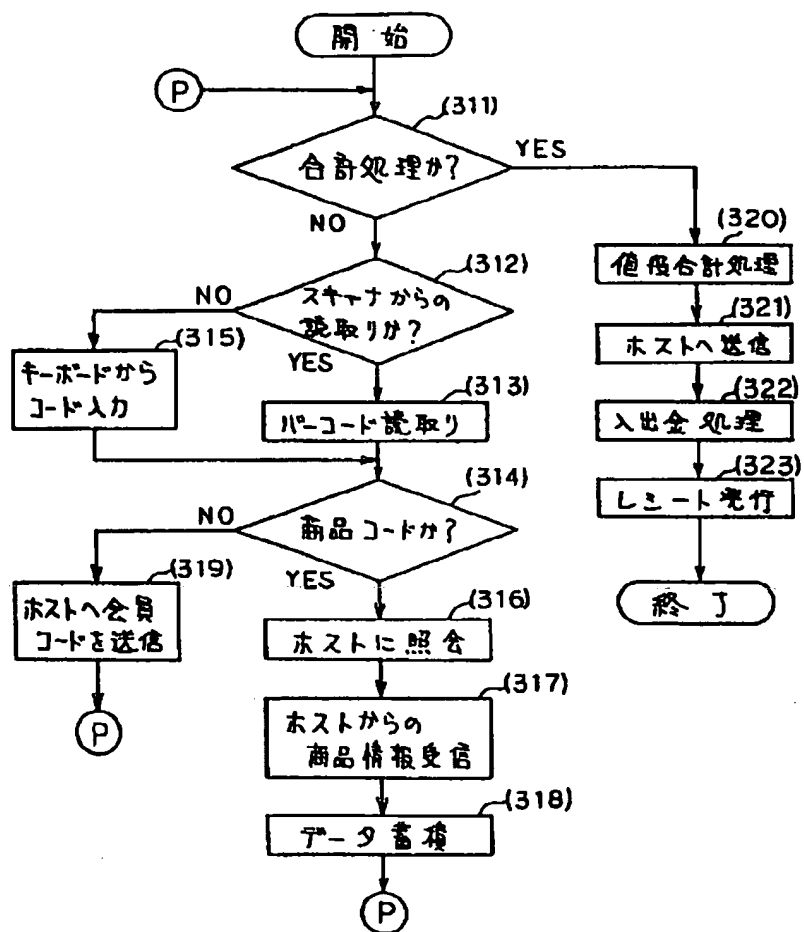 開始
P
(311)
合計処理か?
YES
NO
(312)
スキャナからの
読取りか?
NO
YES
(315)
キーボードから
コード入力
(313)
バーコード読取り
(314)
商品コードか?
NO
YES
(319)
ホストへ会員
コードを送信
P
(316)
ホストに照会
(317)
ホストからの
商品情報受信
(318)
データ蓄積
P
(320)
値段合計処理
(321)
ホストへ送信
(322)
入出金処理
(323)
レシート発行
終了